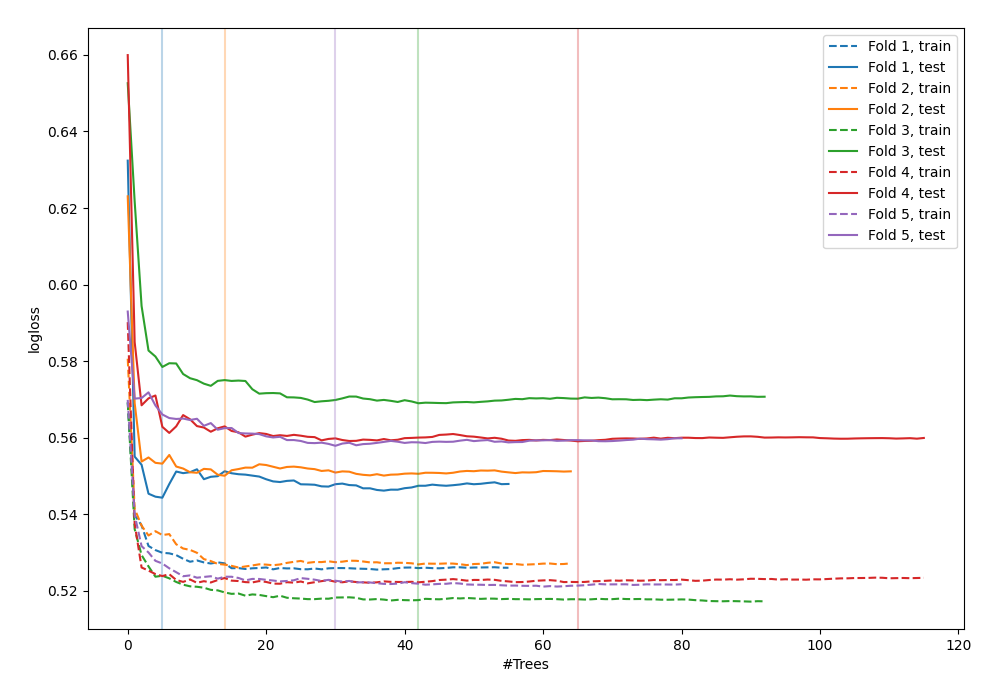 0.66
0.64
0.62
0.60
0.58
0.56
0.54
0.52
logloss
0
20
40
60
80
100
120
#Trees
Fold 1, train
Fold 1, test
Fold 2, train
Fold 2, test
Fold 3, train
Fold 3, test
Fold 4, train
Fold 4, test
Fold 5, train
Fold 5, test